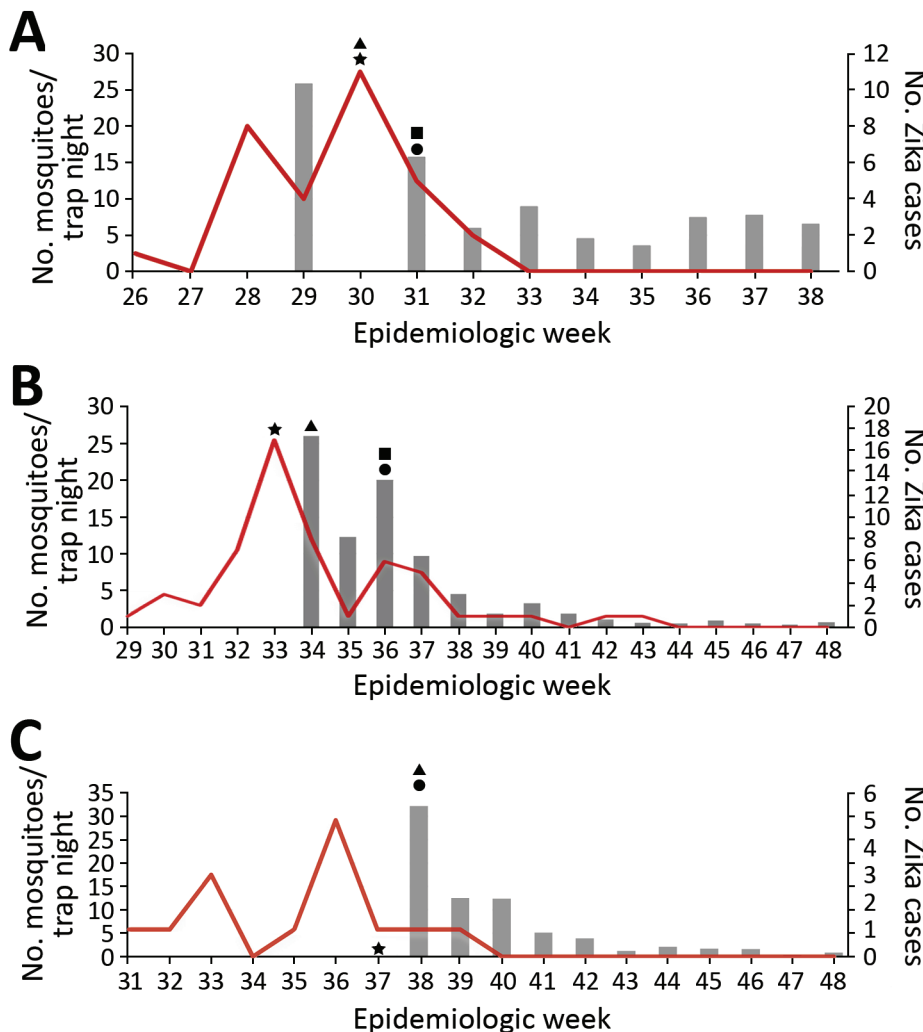 A
No. mosquitoes/
trap night
30
25
20
15
10
5
0
12
10
8
6
4
2
0
No. Zika cases
26 27 28 29 30 31 32 33 34 35 36 37 38
Epidemiologic week
B
No. mosquitoes/
trap night
30
25
20
15
10
5
0
20
18
16
14
12
10
8
6
4
2
0
No. Zika cases
29 30 31 32 33 34 35 36 37 38 39 40 41 42 43 44 45 46 47 48
Epidemiologic week
C
No. mosquitoes/
trap night
35
30
25
20
15
10
5
0
6
5
4
3
2
1
0
No. Zika cases
31 32 33 34 35 36 37 38 39 40 41 42 43 44 45 46 48
Epidemiologic week